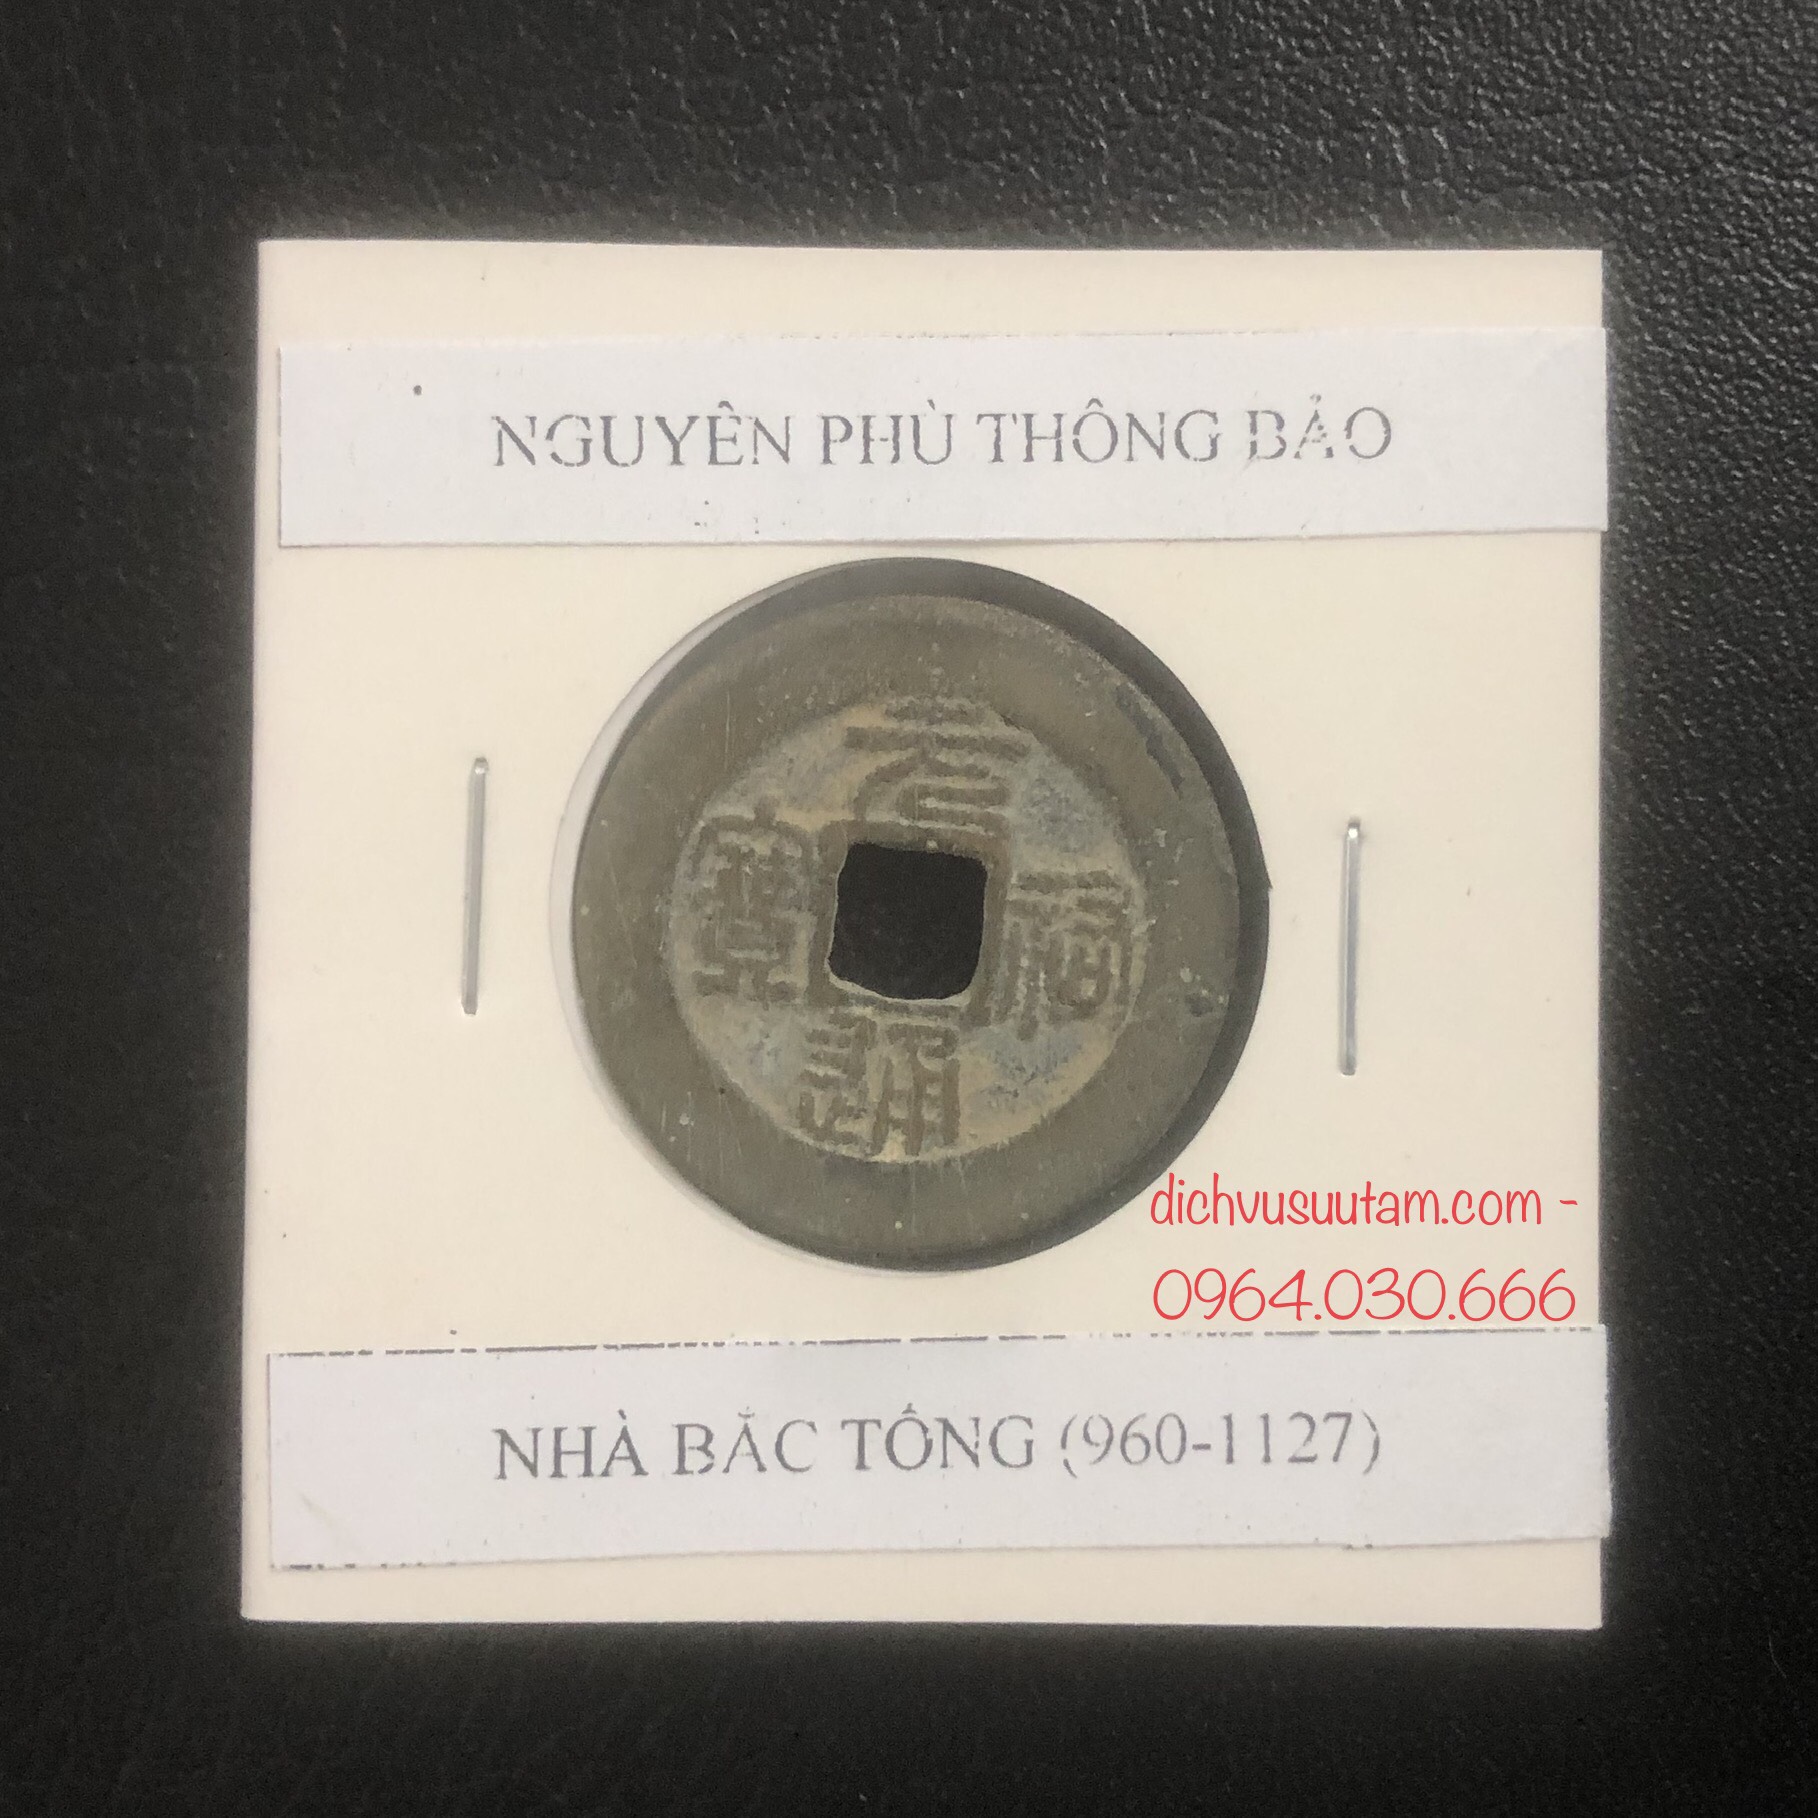 NGUYÊN PHÙ THÔNG BẢO
元
符
通
寶
dichvusuutam.com -
0964.030.666
NHÀ BẮC TỐNG (960-1127)